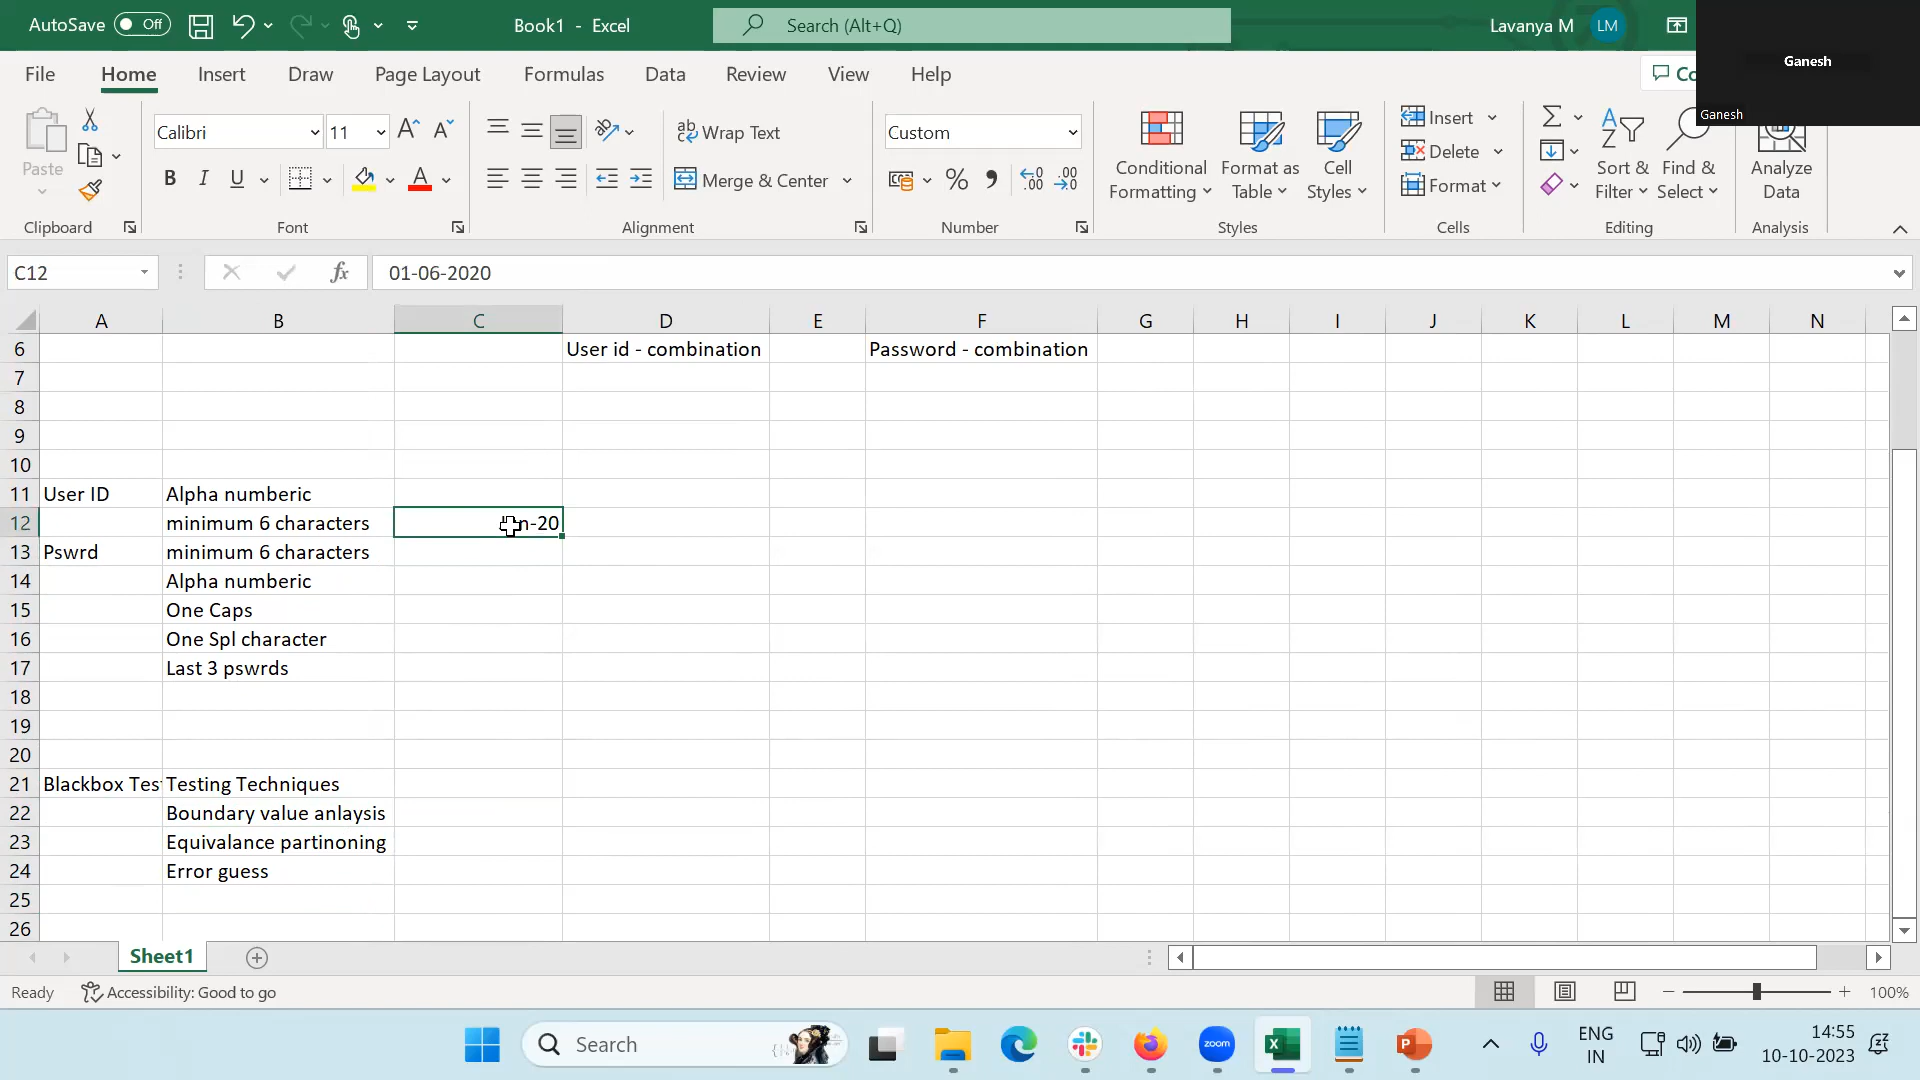 AutoSave Off Book1 - Excel Search (Alt+Q) Lavanya M LM
Ganesh
Ganesh
File Home Insert Draw Page Layout Formulas Data Review View Help Co
Paste
Clipboard
Calibri 11
B I U
Font
Wrap Text
Merge & Center
Alignment
Custom
Number
Conditional Formatting
Format as Table
Cell Styles
Styles
Insert
Delete
Format
Cells
Sort & Filter
Find & Select
Editing
Analyze Data
Analysis
C12 fx 01-06-2020
A B C D E F G H I J K L M N
6 User id - combination Password - combination
7
8
9
10
11 User ID Alpha numberic
12 minimum 6 characters n-20
13 Pswrd minimum 6 characters
14 Alpha numberic
15 One Caps
16 One Spl character
17 Last 3 pswrds
18
19
20
21 Blackbox Tes Testing Techniques
22 Boundary value anlaysis
23 Equivalance partinoning
24 Error guess
25
26
Sheet1
Ready Accessibility: Good to go 100%
Search zoom ENG IN 14:55 10-10-2023